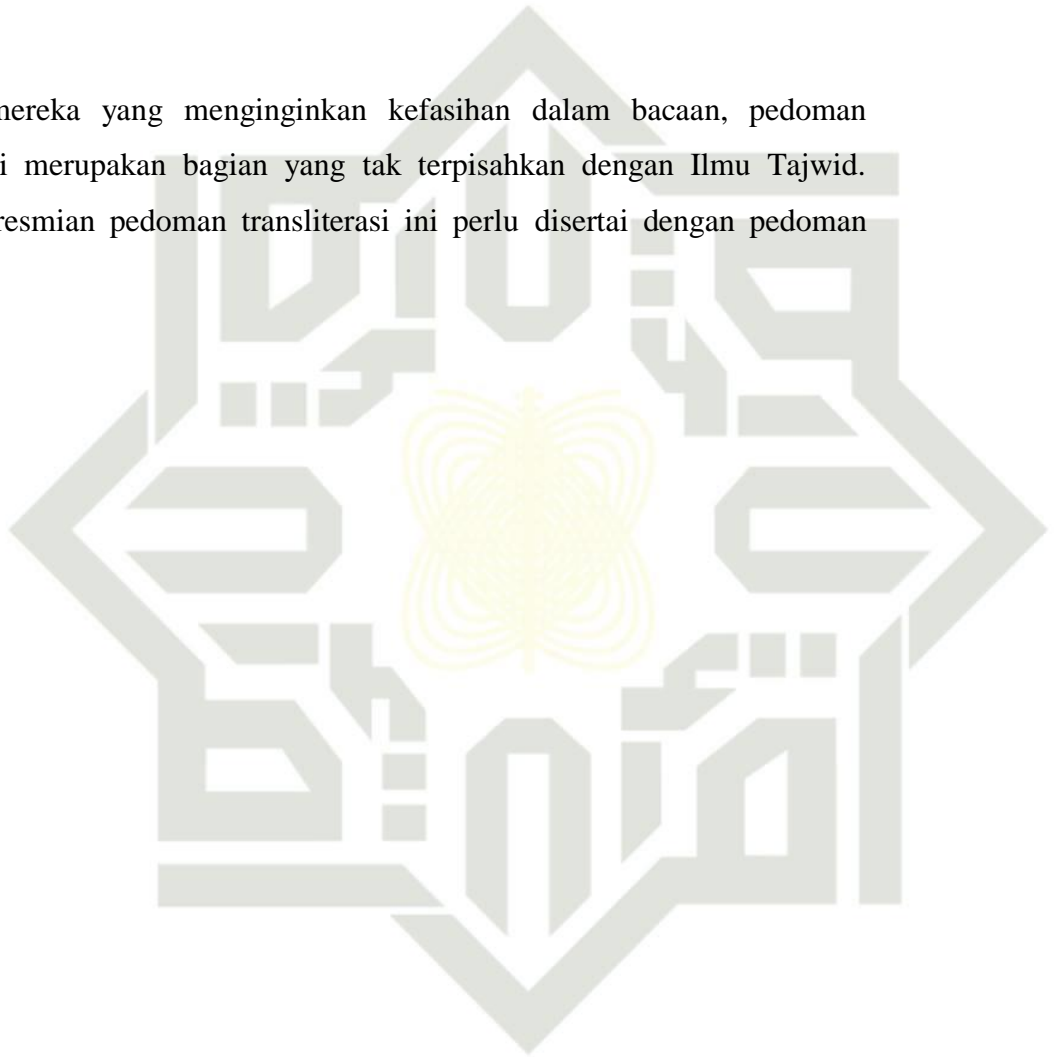 mereka yang menginginkan kefasihan dalam bacaan, pedoman
i merupakan bagian yang tak terpisahkan dengan Ilmu Tajwid.
resmian pedoman transliterasi ini perlu disertai dengan pedoman